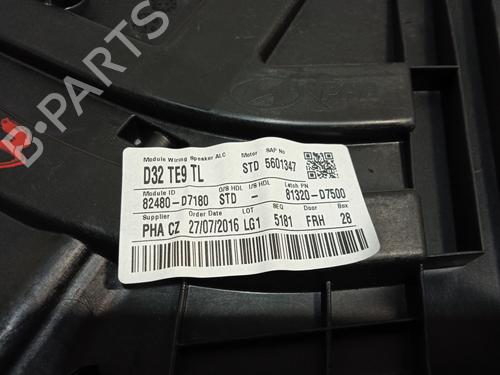 Module Wiring Speaker ALC Motor SAP No
D32 TE9 TL STD 5601347
Module ID O/S HDL I/S HDL Latch PN
82480-D7180 STD - 81320-D7500
Supplier Order Date LOT SEQ Door Box
PHA CZ 27/07/2016 LG1 5181 FRH 28
B-PARTS